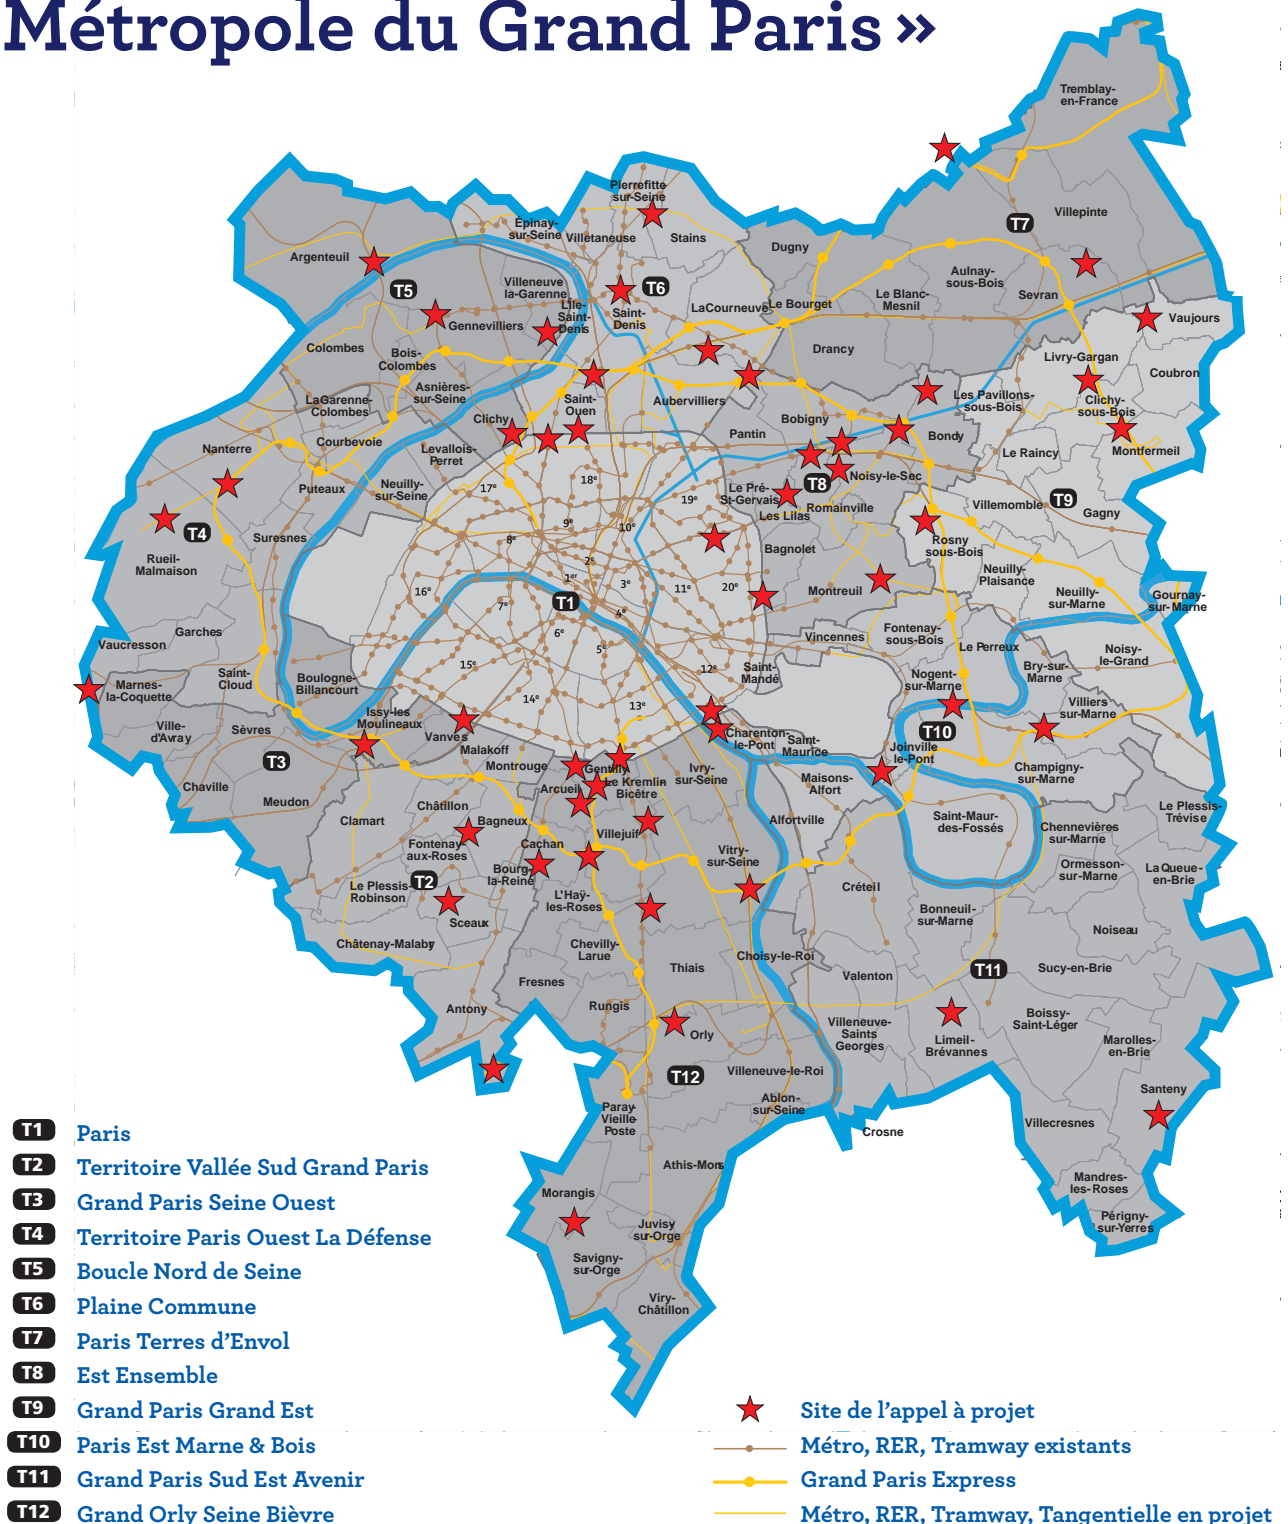 Métropole du Grand Paris »
Tremblay-
en-France
Pierrefitte
sur-Seine
Villepinte
T7
Épinay-
sur-Seine
Villetaneuse
Stains
Dugny
Argenteuil
T5
Villeneuve
la-Garenne
T6
Aulnay-
sous-Bois
Sevran
Le Blanc-
Mesnil
L'Île-
Saint-
Denis
Saint-
Denis
LaCourneuve
Le Bourget
Gennevilliers
Vaujours
Colombes
Bois-
Colombes
Drancy
Livry-Gargan
Coubron
Asnières-
sur-Seine
LaGarenne-
Colombes
Saint-
Ouen
Aubervilliers
Les Pavillons-
sous-Bois
Clichy-
sous-Bois
Clichy
Bobigny
Pantin
Bondy
Courbevoie
Nanterre
Levallois-
Perret
Le Raincy
Montfermeil
Puteaux
Neuilly-
sur-Seine
17e
18e
19e
Le Pré-
St-Gervais
T8
Noisy-le-Sec
Les Lilas
Romainville
Villemomble
T9
Gagny
T4
Suresnes
9e
10e
8e
Rosny
sous-Bois
Bagnolet
Rueil-
Malmaison
2e
1er
3e
11e
20e
16e
7e
T1
4e
Montreuil
Neuilly-
Plaisance
Neuilly-
sur-Marne
Gournay-
sur-Marne
Garches
Vaucresson
6e
5e
Vincennes
Fontenay-
sous-Bois
Le Perreux
Noisy-
le-Grand
15e
12e
Saint-
Mandé
Saint-
Cloud
Marnes-
la-Coquette
Boulogne-
Billancourt
Nogent-
sur-Marne
Bry-sur-
Marne
14e
13e
Villiers
sur-Marne
Issy-les
Moulineaux
Ville-
d'Avray
Sèvres
Vanves
Malakoff
Charenton-
le-Pont
Saint-
Maurice
T10
Joinville
le-Pont
T3
Montrouge
Gentilly
Ivry-
sur-Seine
Maisons-
Alfort
Champigny-
sur-Marne
Chaville
Meudon
Arcueil
Le Kremlin
Bicêtre
Châtillon
Clamart
Bagneux
Villejuif
Alfortville
Saint-Maur-
des-Fossés
Chennevières
sur-Marne
Le Plessis-
Trévise
Fontenay
aux-Roses
Cachan
Vitry-
sur-Seine
Ormesson-
sur-Marne
La Queue-
en-Brie
Bourg-
la-Reine
T2
Le Plessis-
Robinson
L'Haÿ-
les-Roses
Créteil
Sceaux
Bonneuil-
sur-Marne
Noiseau
Châtenay-Malabry
Chevilly-
Larue
Choisy-le-Roi
Thiais
Valenton
T11
Sucy-en-Brie
Fresnes
Antony
Rungis
Orly
Villeneuve-
Saints
Georges
Limeil-
Brévannes
Boissy-
Saint-Léger
Marolles-
en-Brie
T12
Villeneuve-le-Roi
Santeny
Paray-
Vieille-
Poste
Ablon-
sur-Seine
Crosne
Villecresnes
Athis-Mons
Mandres-
les-Roses
Morangis
Périgny-
sur-Yerres
Juvisy
sur-Orge
Savigny-
sur-Orge
Viry-
Châtillon
T1 Paris
T2 Territoire Vallée Sud Grand Paris
T3 Grand Paris Seine Ouest
T4 Territoire Paris Ouest La Défense
T5 Boucle Nord de Seine
T6 Plaine Commune
T7 Paris Terres d'Envol
T8 Est Ensemble
T9 Grand Paris Grand Est
T10 Paris Est Marne & Bois
T11 Grand Paris Sud Est Avenir
T12 Grand Orly Seine Bièvre
Site de l'appel à projet
Métro, RER, Tramway existants
Grand Paris Express
Métro, RER, Tramway, Tangentielle en projet